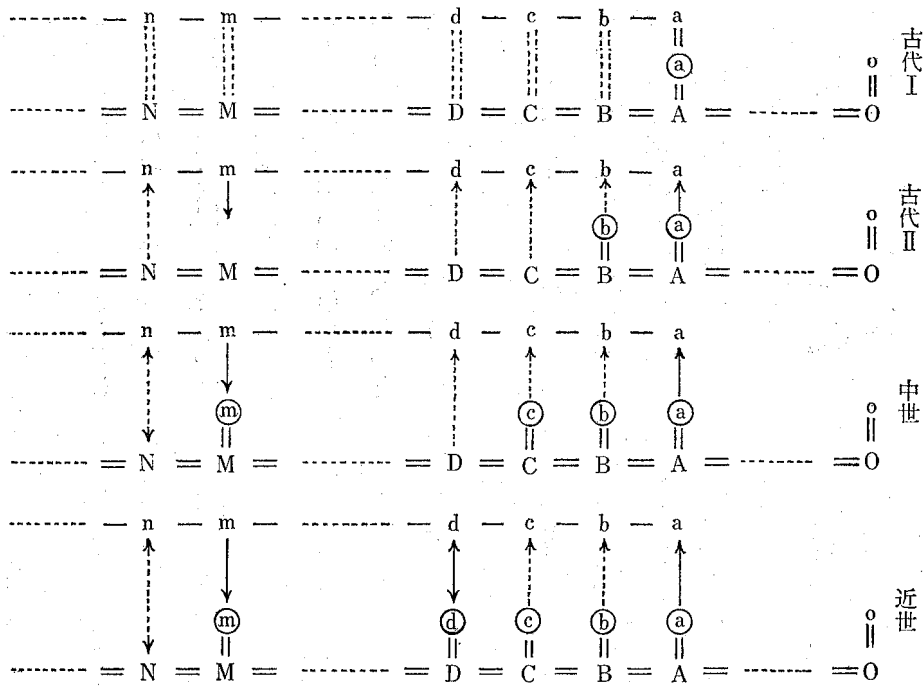 n m d c b a
ⓐ o
N M D C B A O
古代Ⅰ
n m d c b a
ⓑ ⓐ o
N M D C B A O
古代Ⅱ
n m d c b a
ⓜ ⓒ ⓑ ⓐ o
N M D C B A O
中世
n m d c b a
ⓜ ⓓ ⓒ ⓑ ⓐ o
N M D C B A O
近世